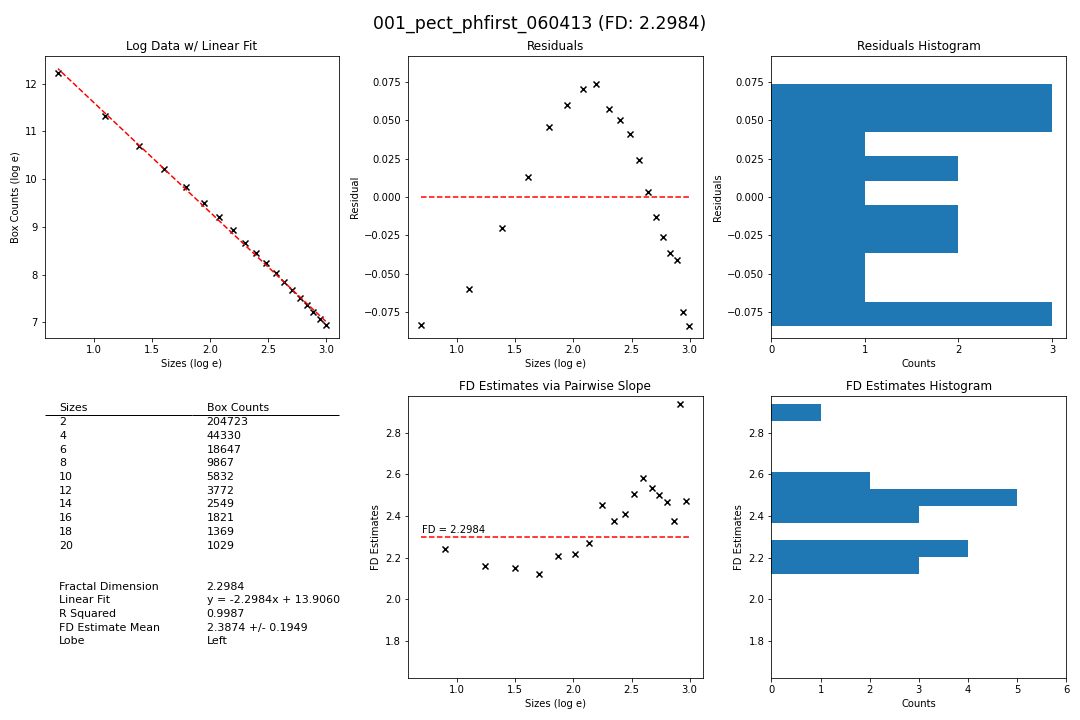 001_pect_phfirst_060413 (FD: 2.2984)
Log Data w/ Linear Fit
Box Counts (log e)
12
11
10
9
8
7
1.0 1.5 2.0 2.5 3.0
Sizes (log e)
Residuals
Residual
0.075
0.050
0.025
0.000
−0.025
−0.050
−0.075
1.0 1.5 2.0 2.5 3.0
Sizes (log e)
Residuals Histogram
Residuals
0.075
0.050
0.025
0.000
−0.025
−0.050
−0.075
0 1 2 3
Counts
Sizes Box Counts
2 204723
4 44330
6 18647
8 9867
10 5832
12 3772
14 2549
16 1821
18 1369
20 1029
Fractal Dimension 2.2984
Linear Fit y = -2.2984x + 13.9060
R Squared 0.9987
FD Estimate Mean 2.3874 +/- 0.1949
Lobe Left
FD Estimates via Pairwise Slope
FD Estimates
2.8
2.6
2.4
2.2
2.0
1.8
FD = 2.2984
1.0 1.5 2.0 2.5 3.0
Sizes (log e)
FD Estimates Histogram
FD Estimates
2.8
2.6
2.4
2.2
2.0
1.8
0 1 2 3 4 5 6
Counts